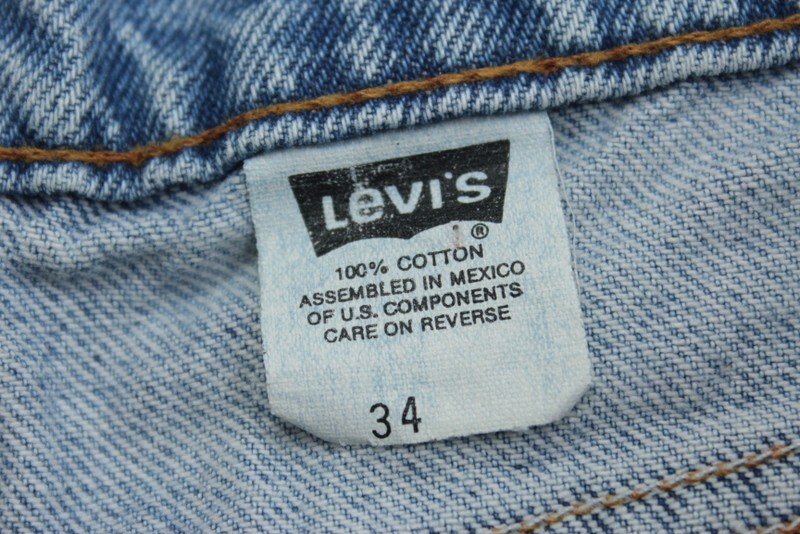 Levi's
®
100% COTTON
ASSEMBLED IN MEXICO
OF U.S. COMPONENTS
CARE ON REVERSE
34